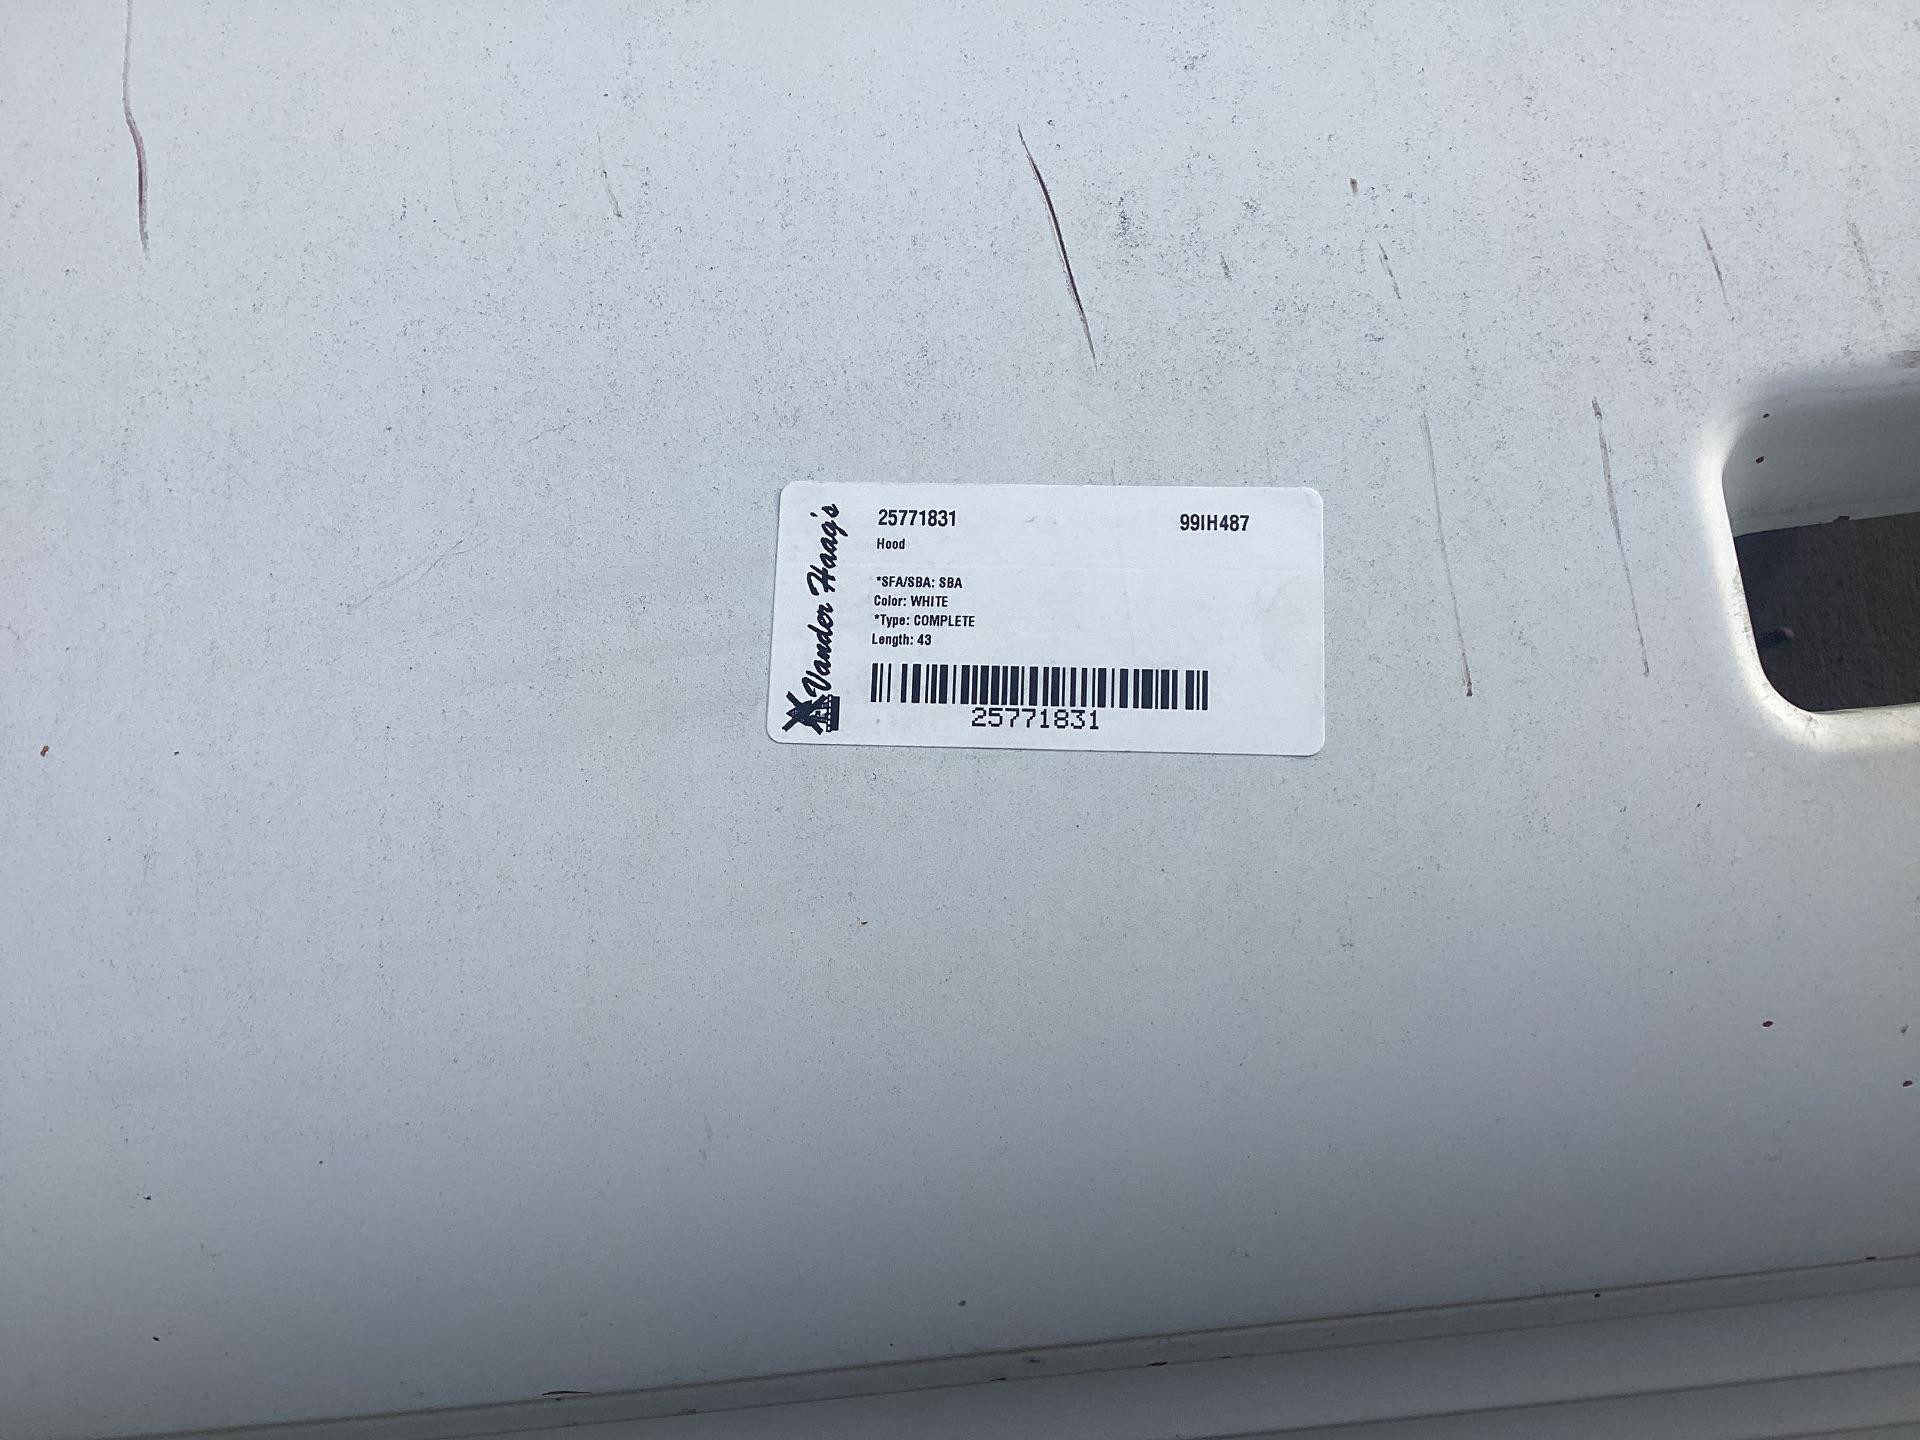 Vander Haag's
25771831 99IH487
Hood
*SFA/SBA: SBA
Color: WHITE
*Type: COMPLETE
Length: 43
25771831